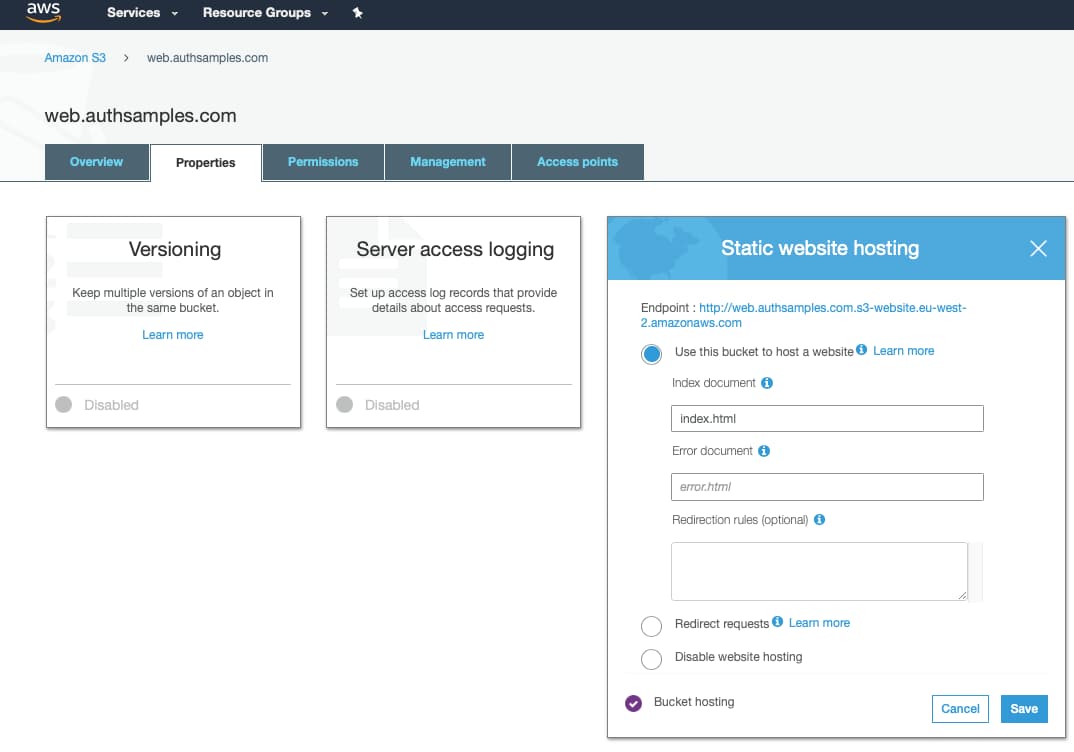 aws Services Resource Groups
Amazon S3 > web.authsamples.com
web.authsamples.com
Overview Properties Permissions Management Access points
Versioning
Keep multiple versions of an object in
the same bucket.
Learn more
Disabled
Server access logging
Set up access log records that provide
details about access requests.
Learn more
Disabled
Static website hosting
Endpoint : http://web.authsamples.com.s3-website.eu-west-
2.amazonaws.com
Use this bucket to host a website Learn more
Index document
index.html
Error document
error.html
Redirection rules (optional)
Redirect requests Learn more
Disable website hosting
Bucket hosting
Cancel Save